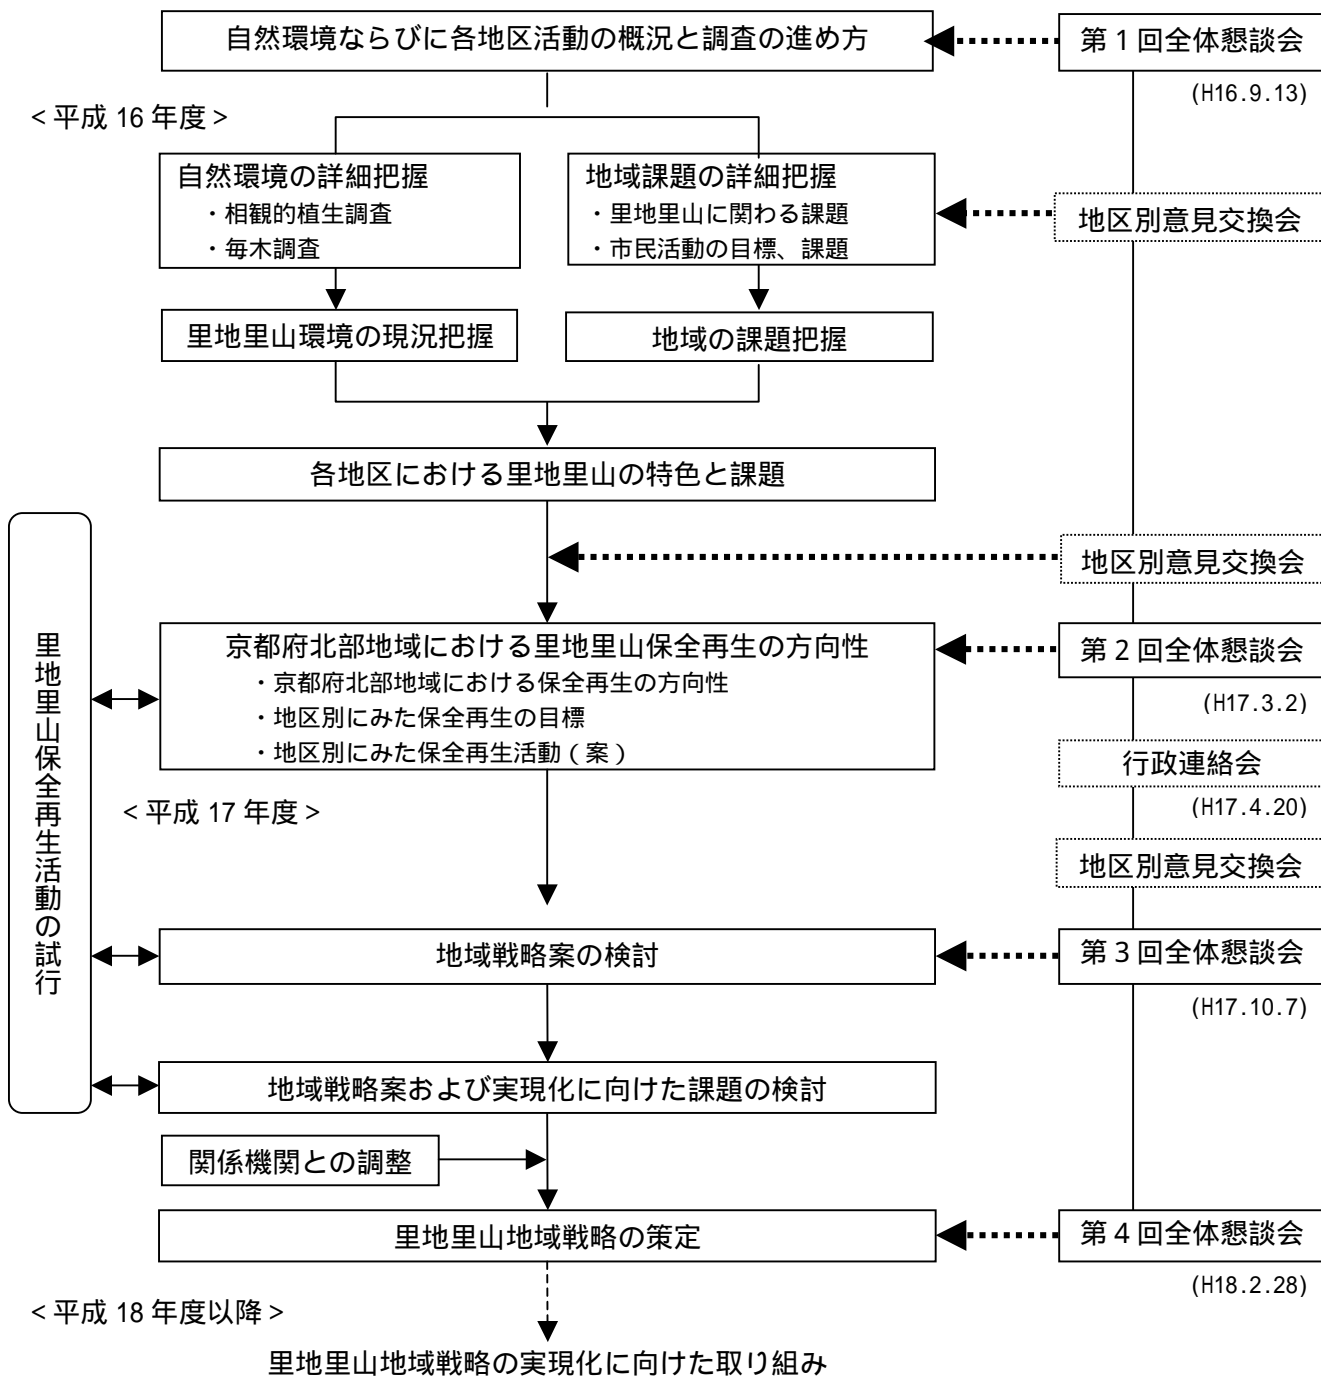 自然環境ならびに各地区活動の概況と調査の進め方
第1回全体懇談会
(H16.9.13)
<平成 16 年度>
自然環境の詳細把握
・相観的植生調査
・毎木調査
地域課題の詳細把握
・里地里山に関わる課題
・市民活動の目標、課題
地区別意見交換会
里地里山環境の現況把握
地域の課題把握
各地区における里地里山の特色と課題
地区別意見交換会
里地里山保全再生活動の試行
京都府北部地域における里地里山保全再生の方向性
・京都府北部地域における保全再生の方向性
・地区別にみた保全再生の目標
・地区別にみた保全再生活動(案)
第2回全体懇談会
(H17.3.2)
行政連絡会
(H17.4.20)
<平成 17 年度>
地区別意見交換会
地域戦略案の検討
第3回全体懇談会
(H17.10.7)
地域戦略案および実現化に向けた課題の検討
関係機関との調整
里地里山地域戦略の策定
第4回全体懇談会
(H18.2.28)
<平成 18 年度以降>
里地里山地域戦略の実現化に向けた取り組み